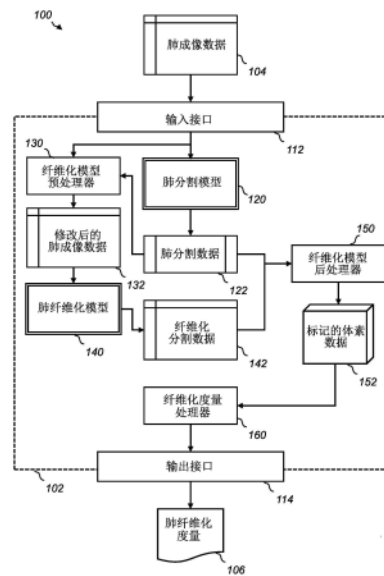 100
肺成像数据
104
输入接口
112
130
纤维化模型
预处理器
肺分割模型
120
150
修改后的
肺成像数据
132
肺分割数据
122
纤维化模型
后处理器
肺纤维化模型
140
纤维化
分割数据
142
标记的体素
数据
152
纤维化度量
处理器
160
输出接口
102
114
肺纤维化
度量
106